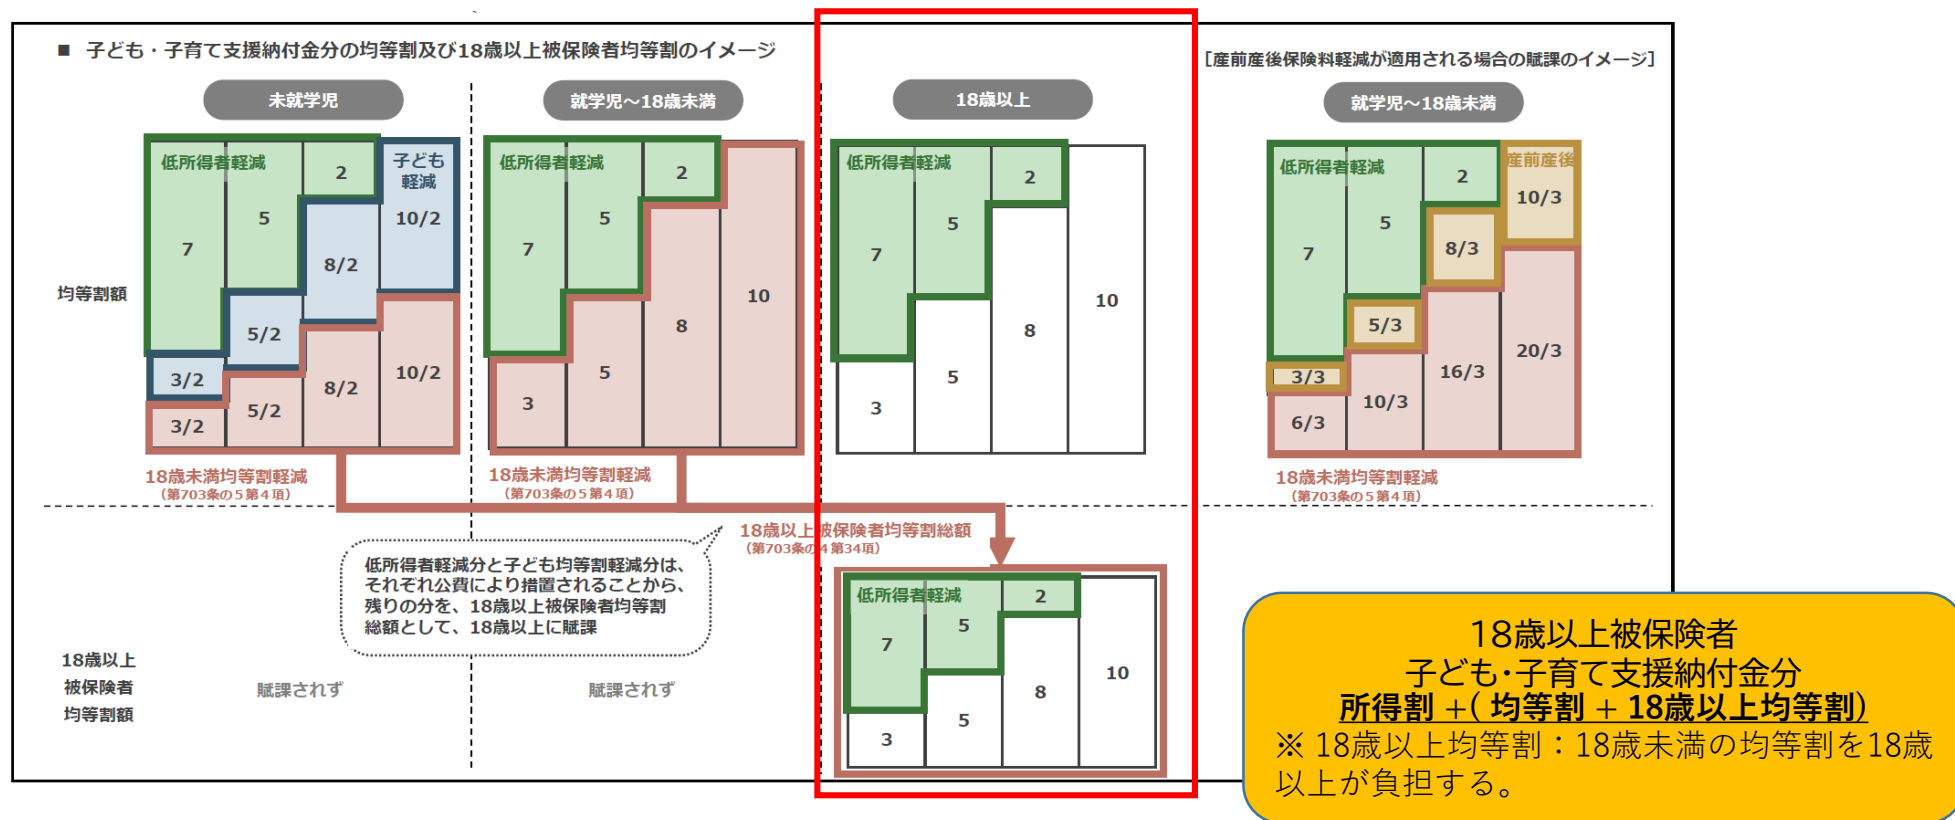 ■ 子ども・子育て支援納付金分の均等割及び18歳以上被保険者均等割のイメージ
[産前産後保険料軽減が適用される場合の賦課のイメージ]
未就学児
就学児～18歳未満
18歳以上
就学児～18歳未満
均等割額
低所得者軽減
7
5
2
子ども
軽減
10/2
8/2
5/2
3/2
3/2
5/2
8/2
10/2
18歳未満均等割軽減
（第703条の５第４項）
低所得者軽減
7
5
2
3
5
8
10
18歳未満均等割軽減
（第703条の５第４項）
低所得者軽減
7
5
2
3
5
8
10
低所得者軽減
7
5
2
産前産後
10/3
8/3
5/3
3/3
6/3
10/3
16/3
20/3
18歳未満均等割軽減
（第703条の５第４項）
18歳以上被保険者均等割総額
（第703条の4第34項）
低所得者軽減分と子ども均等割軽減分は、
それぞれ公費により措置されることから、
残りの分を、18歳以上被保険者均等割
総額として、18歳以上に賦課
18歳以上
被保険者
均等割額
賦課されず
賦課されず
低所得者軽減
7
5
2
3
5
8
10
18歳以上被保険者
子ども・子育て支援納付金分
所得割 +( 均等割 + 18歳以上均等割)
※ 18歳以上均等割：18歳未満の均等割を18歳
以上が負担する。